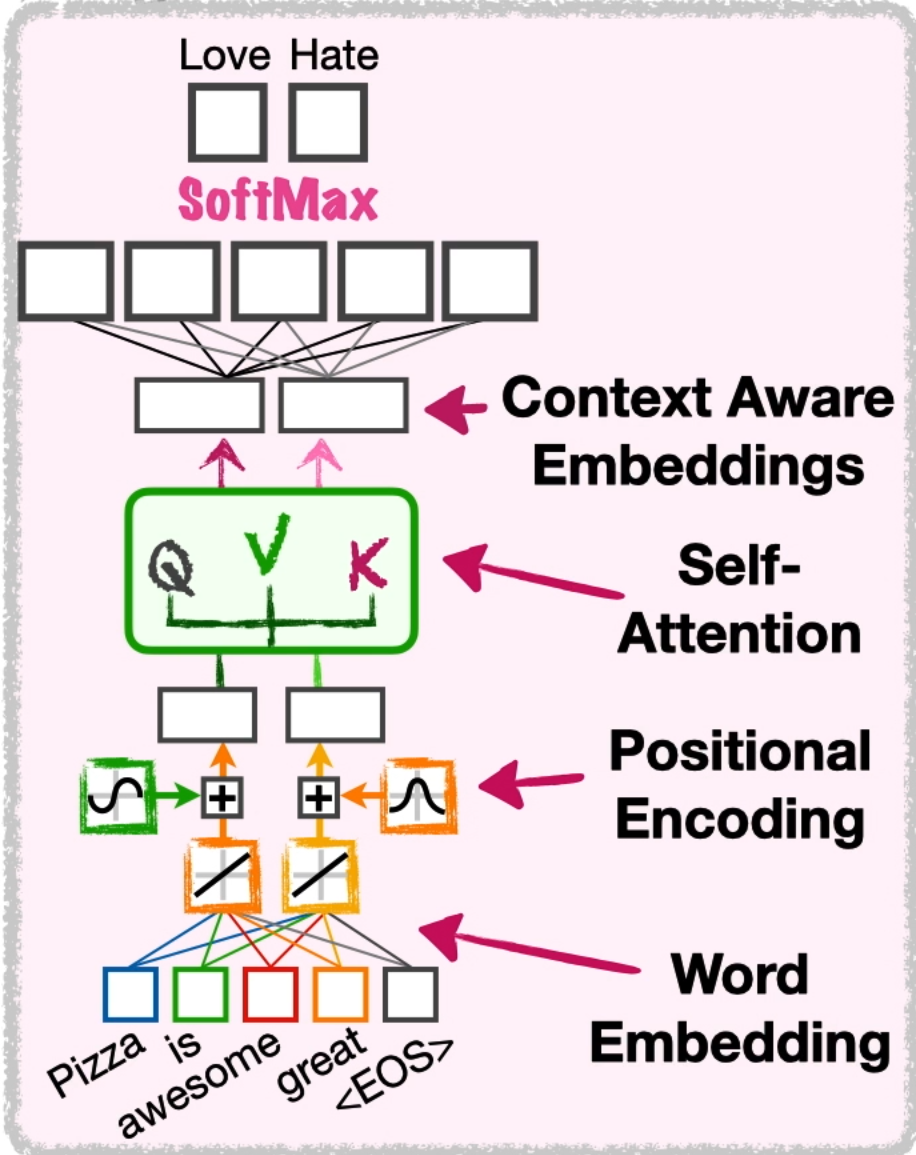 Love Hate
SoftMax
Context Aware
Embeddings
Q V K
Self-
Attention
Positional
Encoding
+ +
Word
Embedding
Pizza is awesome great <EOS>